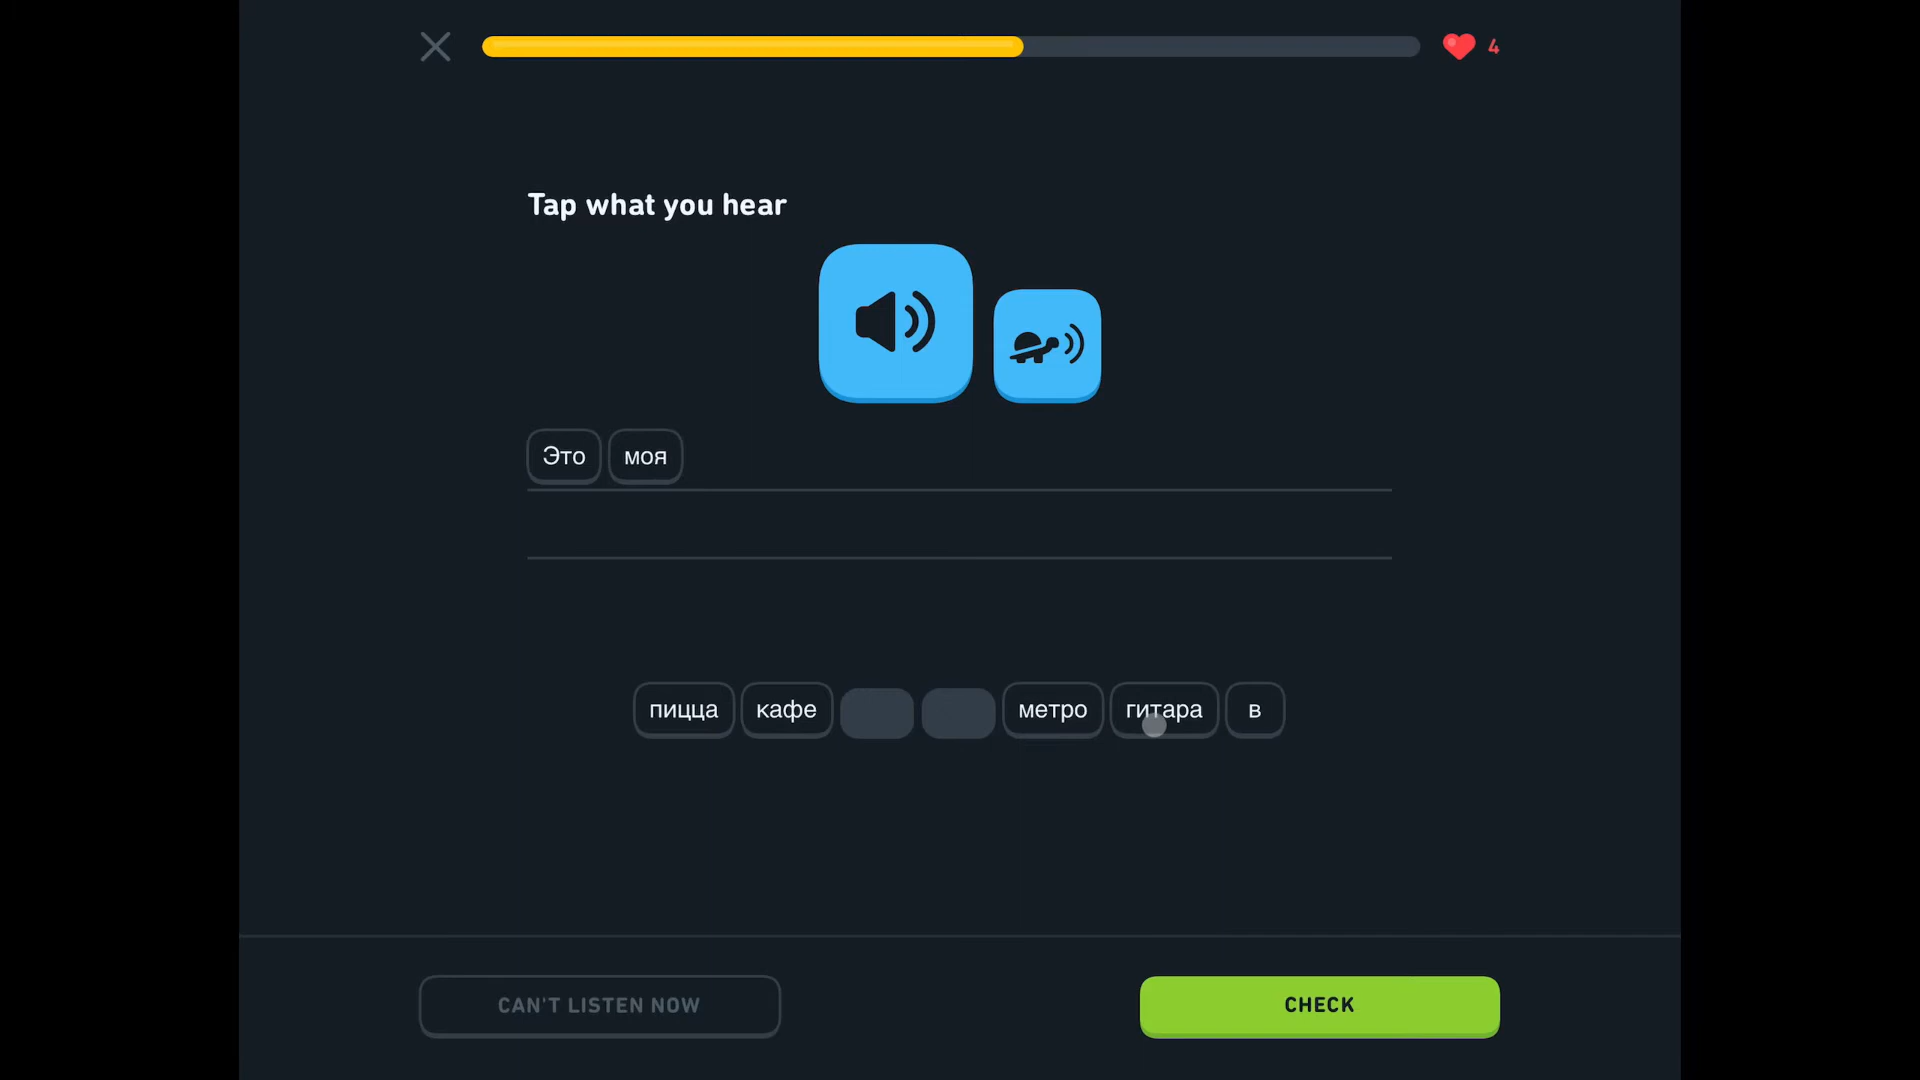 4
Tap what you hear
Это моя
пицца кафе метро гитара в
CAN'T LISTEN NOW CHECK